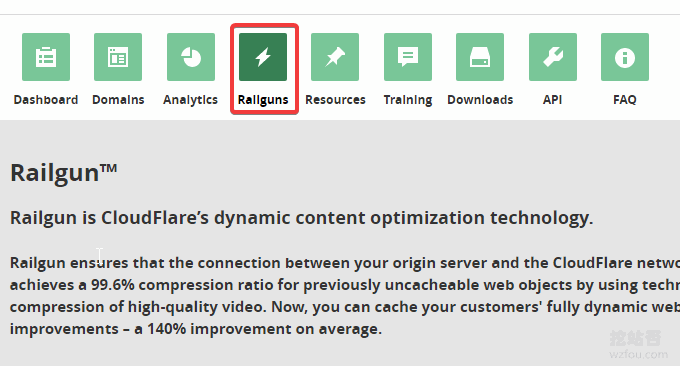 Dashboard Domains Analytics Railguns Resources Training Downloads API FAQ
Railgun™
Railgun is CloudFlare’s dynamic content optimization technology.
Railgun ensures that the connection between your origin server and the CloudFlare
achieves a 99.6% compression ratio for previously uncacheable web objects by using
compression of high-quality video. Now, you can cache your customers' fully dynamic
improvements – a 140% improvement on average.
挖站否
wzfou.com